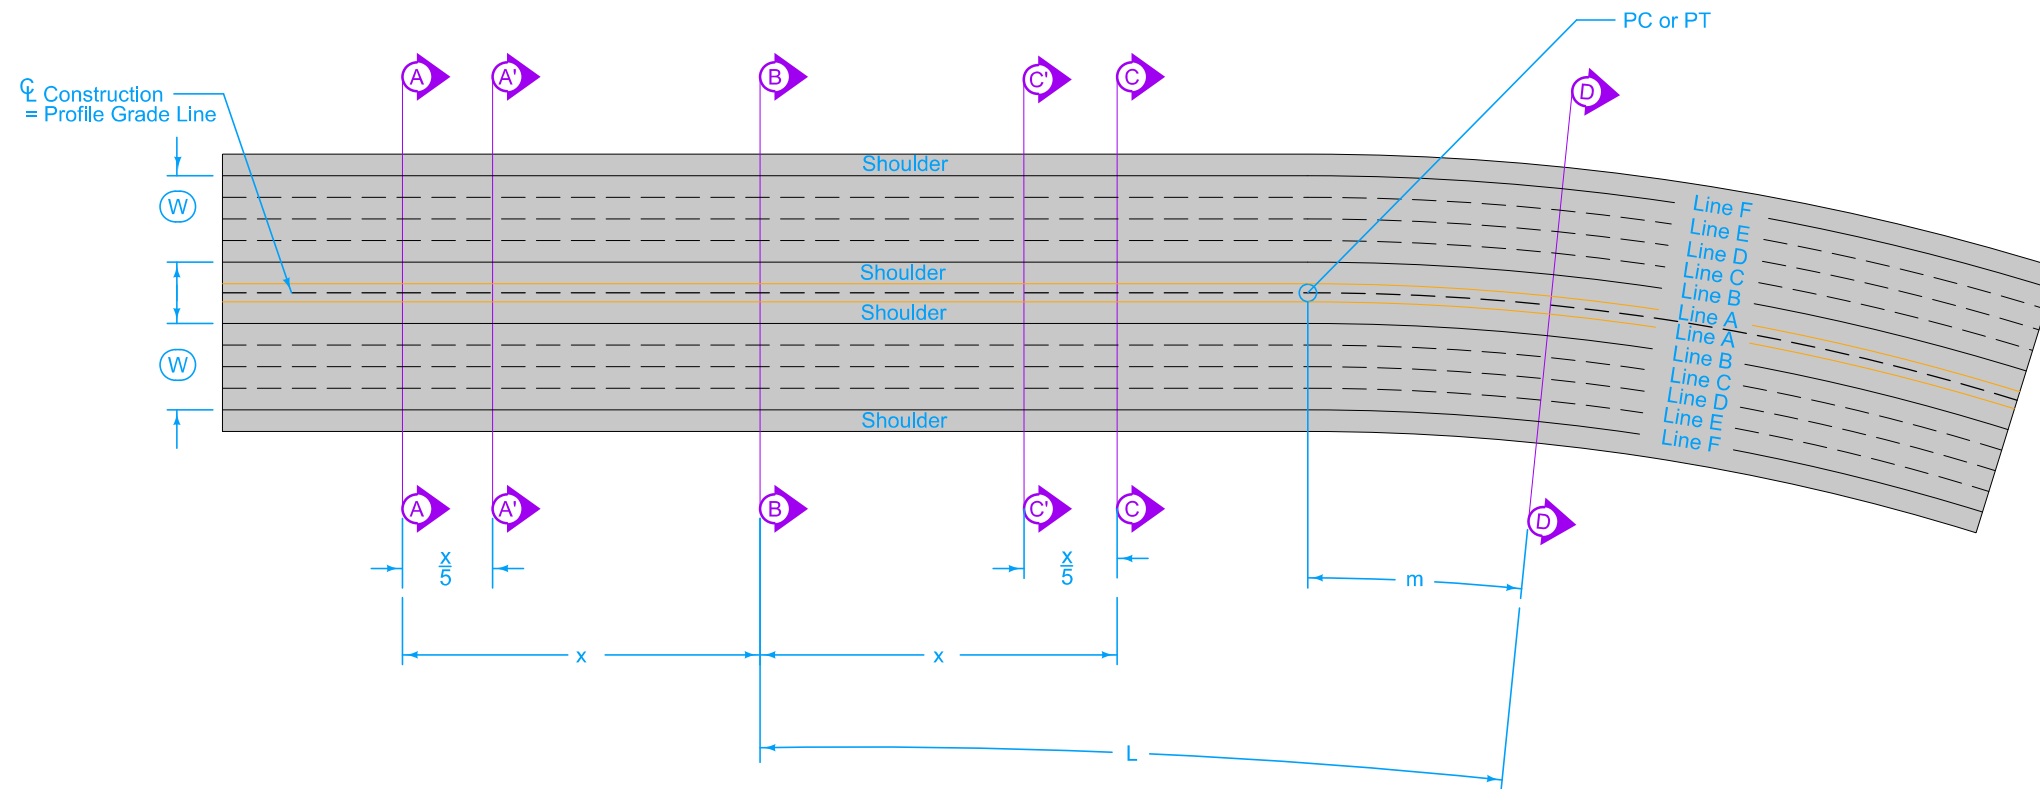 PC or PT
A A' B C' C D
℄ Construction
= Profile Grade Line
Shoulder
W
Shoulder
Shoulder
W
Shoulder
Line F
Line E
Line D
Line C
Line B
Line A
Line A
Line B
Line C
Line D
Line E
Line F
A A' B C' C D
x
5
x
5
m
x x
L